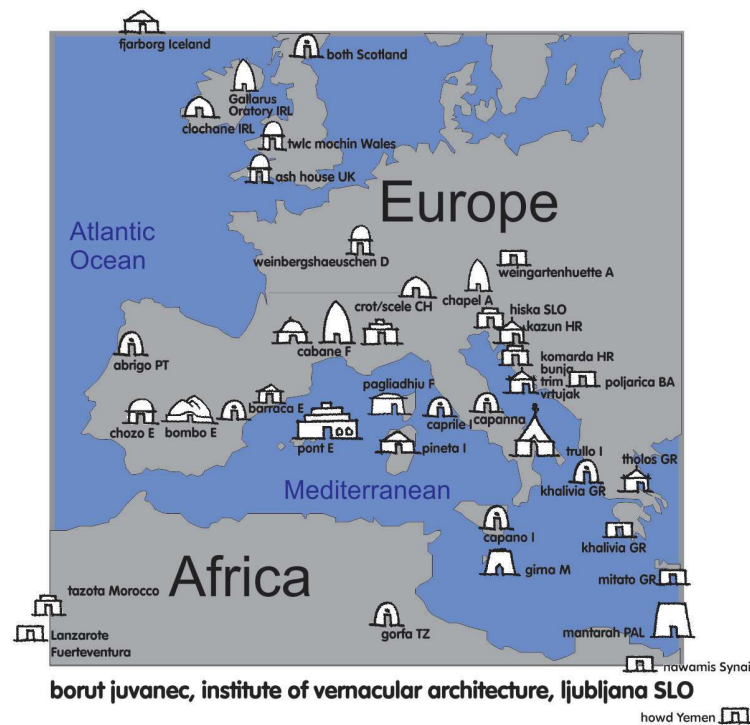 fjarborg Iceland
both Scotland
Gallarus
Oratory IRL
clochane IRL
twlc mochin Wales
ash house UK
Europe
Atlantic
Ocean
weinbergshaeuschen D
weingartenhuette A
crot/scele CH
chapel A
hiska SLO
kazun HR
cabane F
abrigo PT
komarda HR
bunja
trim
vrtujak
poljarica BA
pagliadhiu F
barraca E
caprile I
capanna
chozo E
bombo E
pont E
pineta I
trullo I
tholos GR
khalivia GR
Mediterranean
capano I
khalivia GR
gima M
mitato GR
Africa
tazota Morocco
Lanzarote
Fuerteventura
gorfa TZ
mantarah PAL
nawamis Synai
borut juvanec, institute of vernacular architecture, ljubljana SLO
howd Yemen